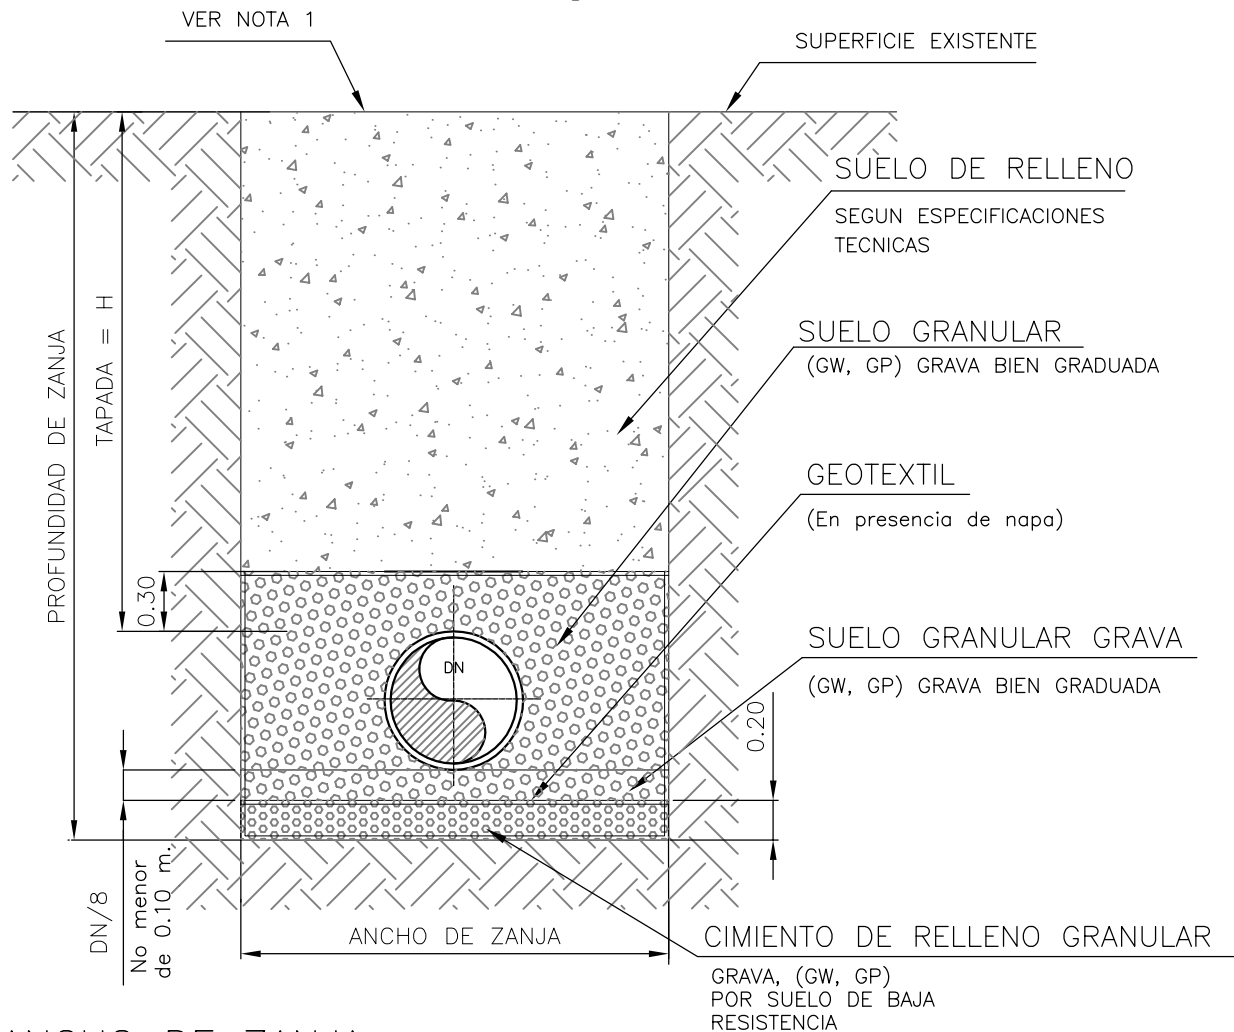 VER NOTA 1
SUPERFICIE EXISTENTE
SUELO DE RELLENO
SEGUN ESPECIFICACIONES
TECNICAS
SUELO GRANULAR
(GW, GP) GRAVA BIEN GRADUADA
GEOTEXTIL
(En presencia de napa)
SUELO GRANULAR GRAVA
(GW, GP) GRAVA BIEN GRADUADA
PROFUNDIDAD DE ZANJA
TAPADA = H
0.30
DN
0.20
DN/8
No menor
de 0.10 m.
ANCHO DE ZANJA
CIMIENTO DE RELLENO GRANULAR
GRAVA, (GW, GP)
POR SUELO DE BAJA
RESISTENCIA
ANCHO DE ZANJA